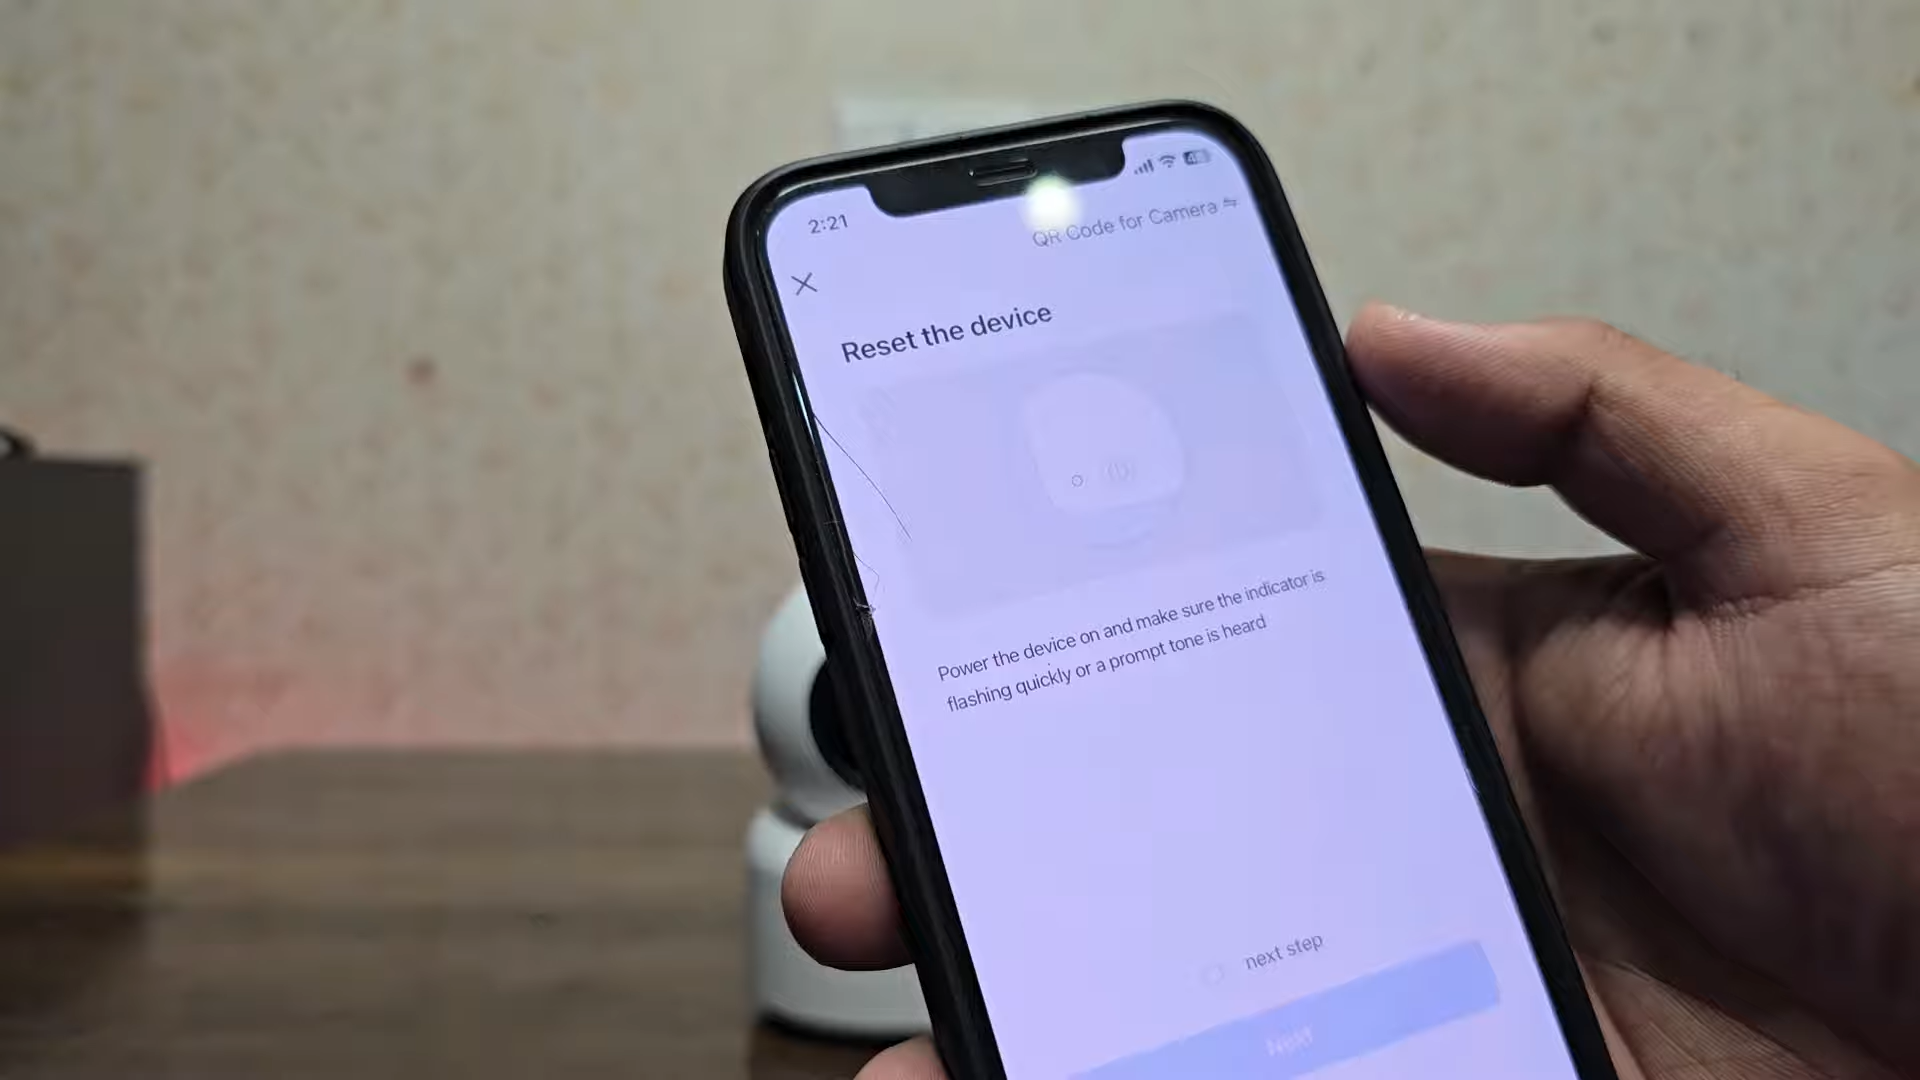 2:21
QR Code for Camera ⇋
Reset the device
Power the device on and make sure the indicator is
flashing quickly or a prompt tone is heard
next step
Next